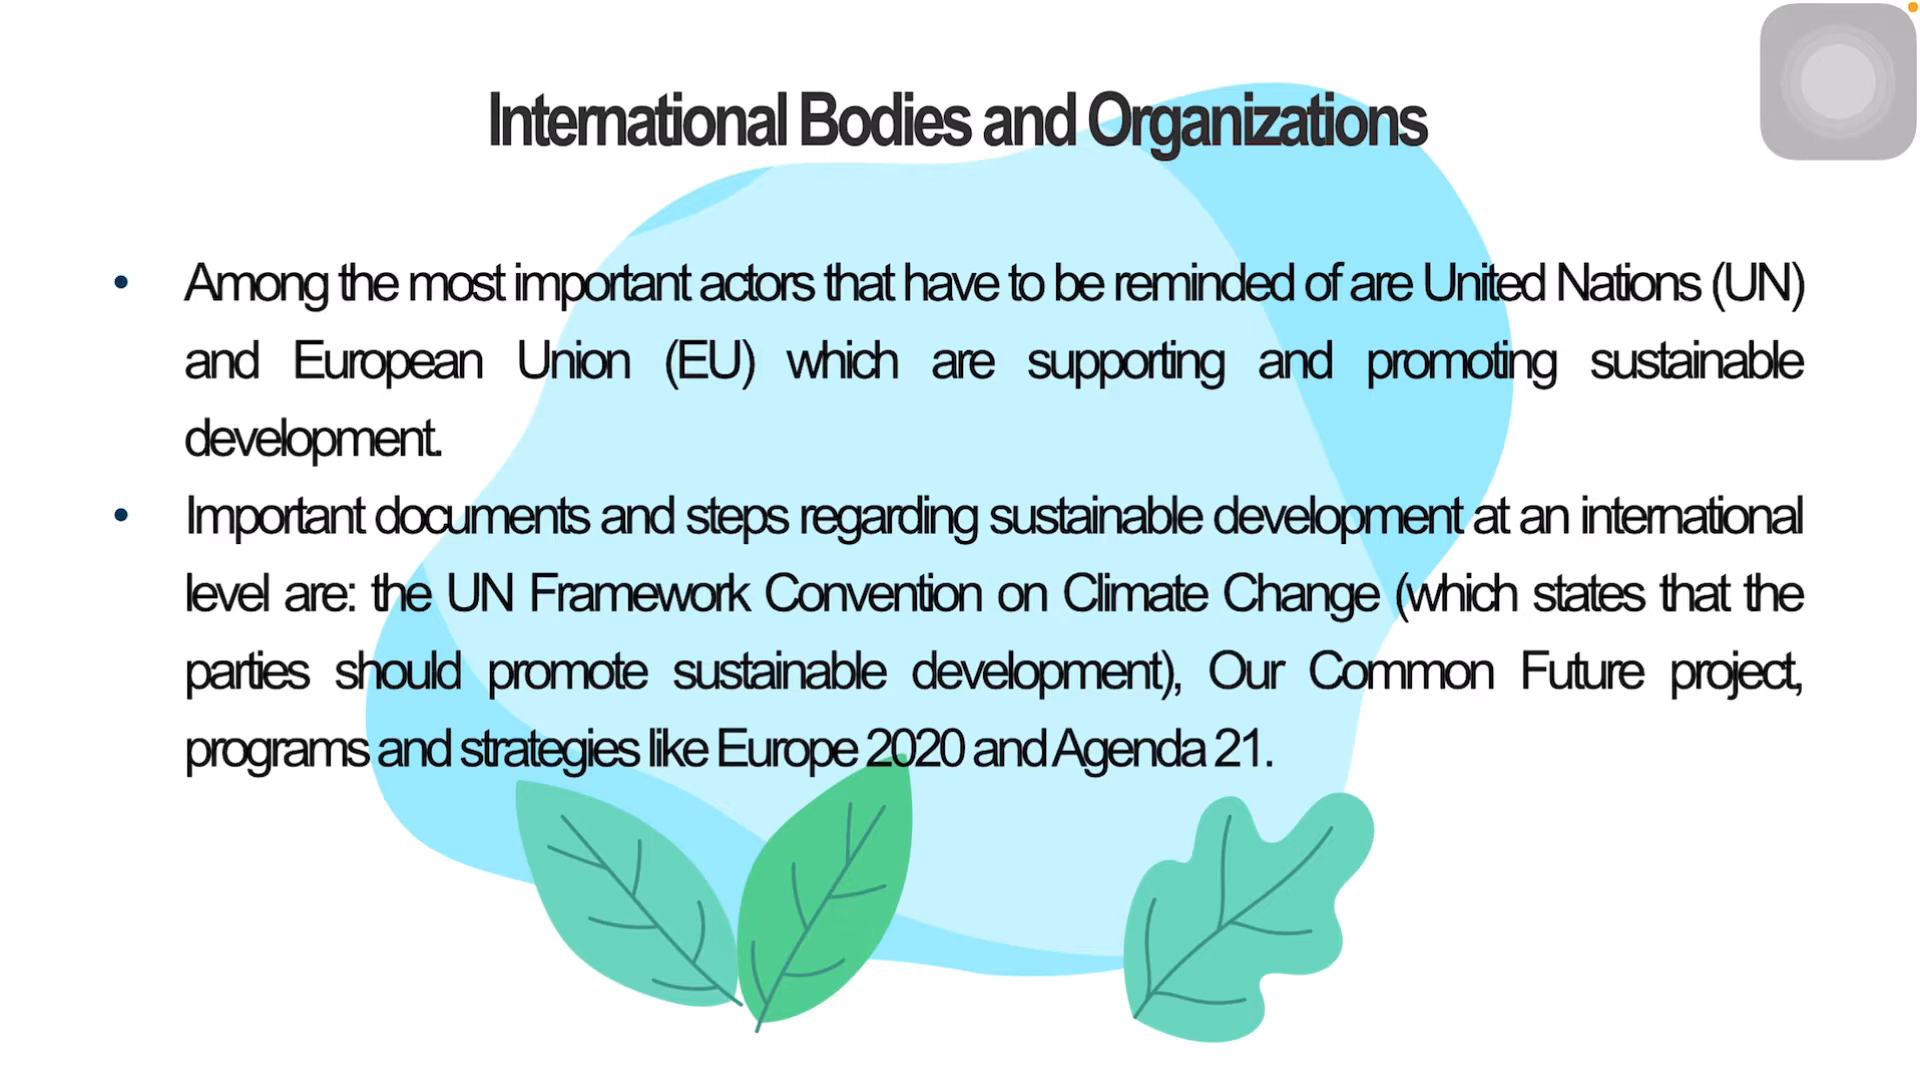 International Bodies and Organizations
• Among the most important actors that have to be reminded of are United Nations (UN)
and European Union (EU) which are supporting and promoting sustainable
development.
• Important documents and steps regarding sustainable development at an international
level are: the UN Framework Convention on Climate Change (which states that the
parties should promote sustainable development), Our Common Future project,
programs and strategies like Europe 2020 and Agenda 21.